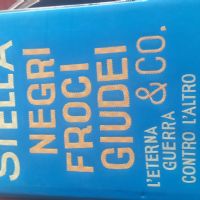 STELLA
NEGRI
FROCI
GIUDEI
& CO.
L'ETERNA
GUERRA
CONTRO L'ALTRO